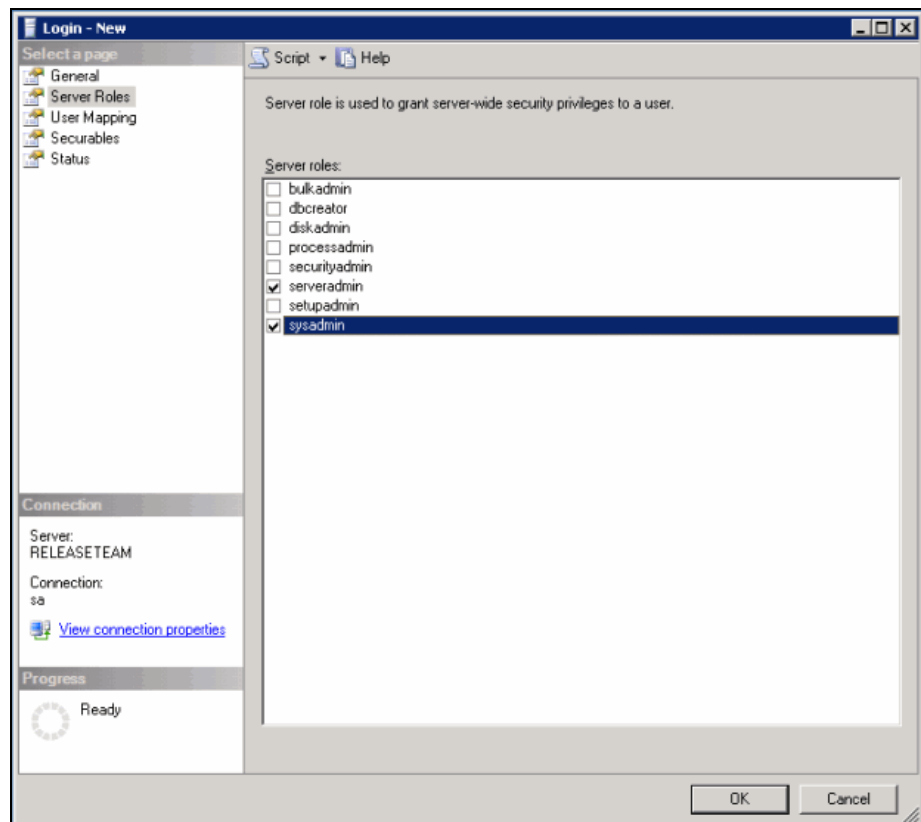 Login - New
Select a page
General
Server Roles
User Mapping
Securables
Status
Script Help
Server role is used to grant server-wide security privileges to a user.
Server roles:
bulkadmin
dbcreator
diskadmin
processadmin
securityadmin
serveradmin
setupadmin
sysadmin
Connection
Server:
RELEASETEAM
Connection:
sa
View connection properties
Progress
Ready
OK Cancel